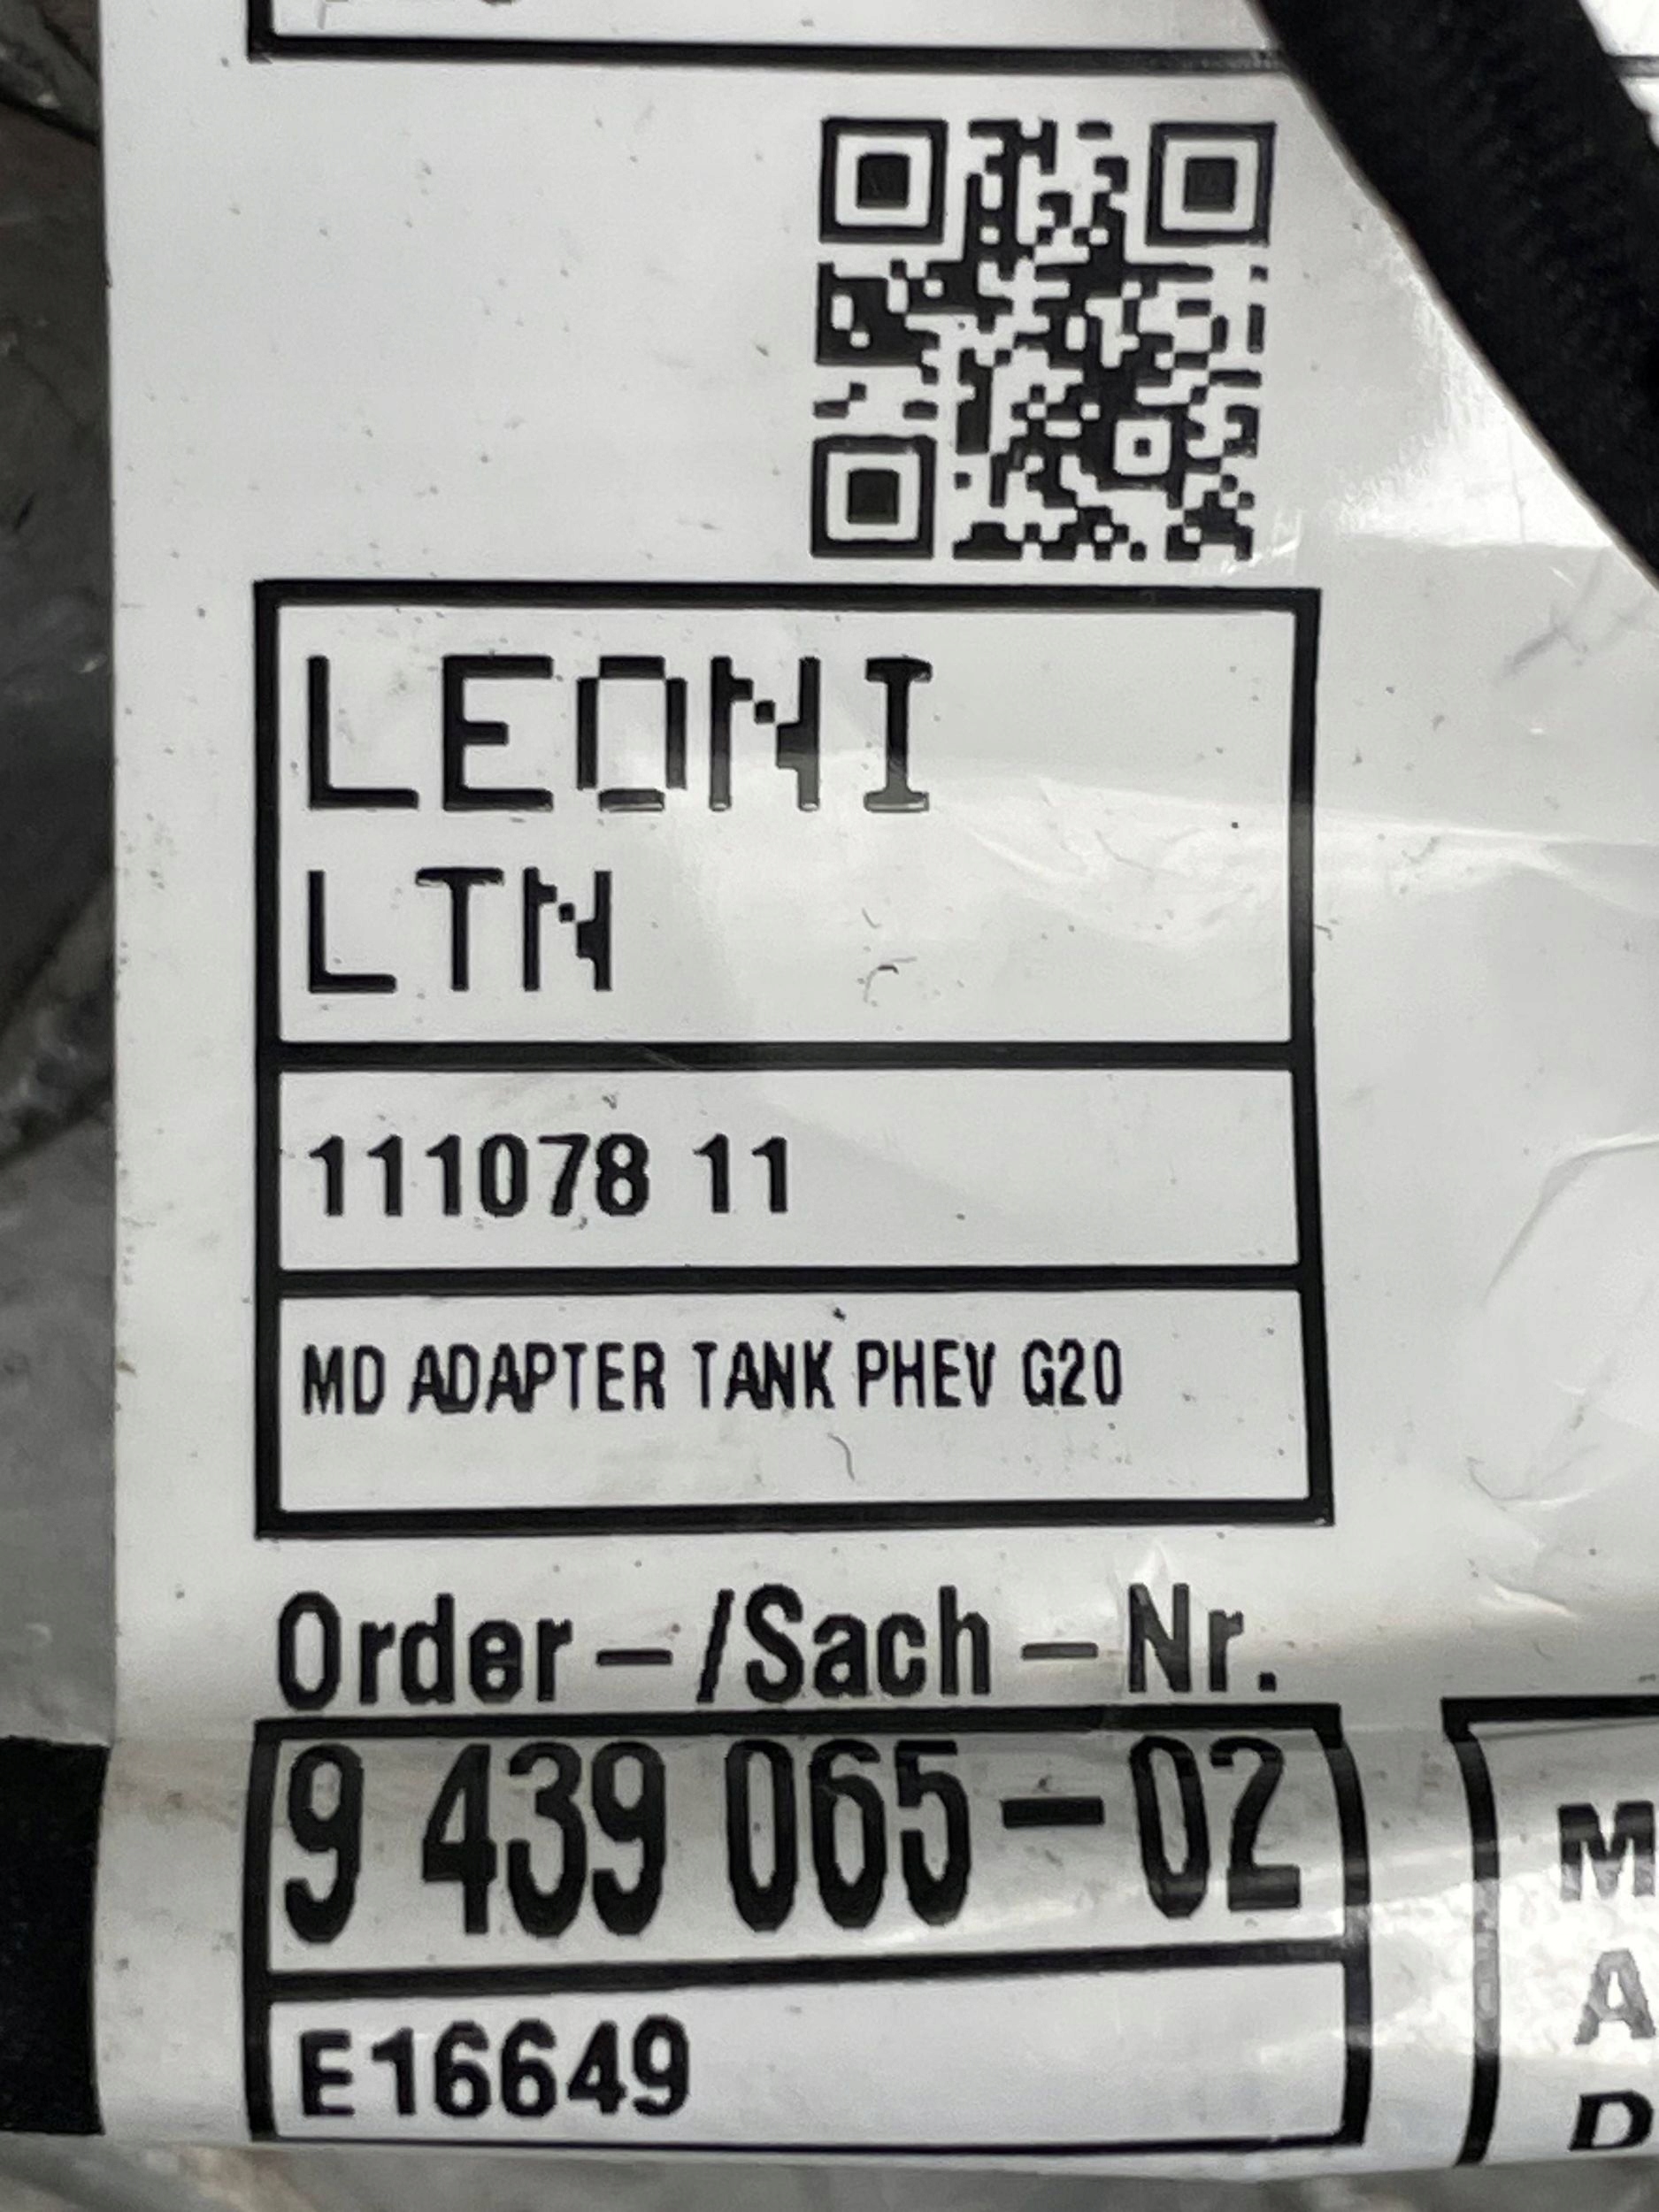 LEONI
LTN
111078 11
MD ADAPTER TANK PHEV G20
Order-/Sach-Nr.
9 439 065-02
E16649
M
A
D